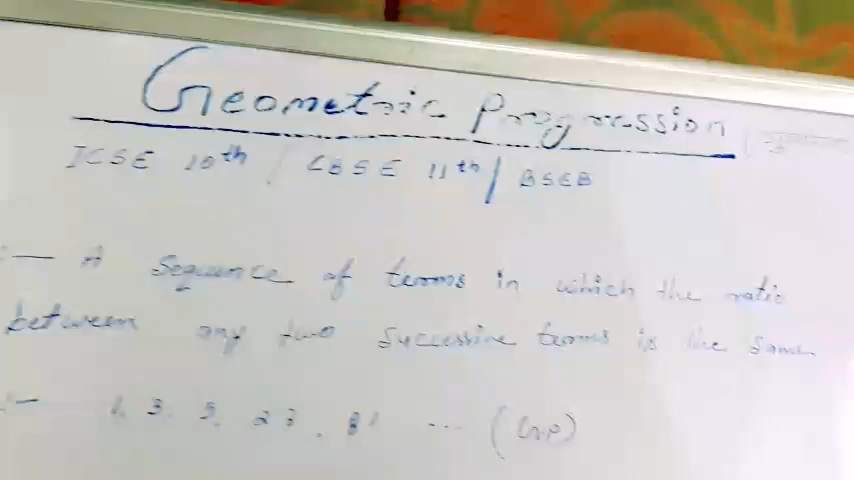 Geometric Progression
ICSE 10th / CBSE 11th / BSEB
:— A Sequence of terms in which the ratio
between any two successive terms is the same
:— 1, 3, 9, 27, 81 ... (G.P)